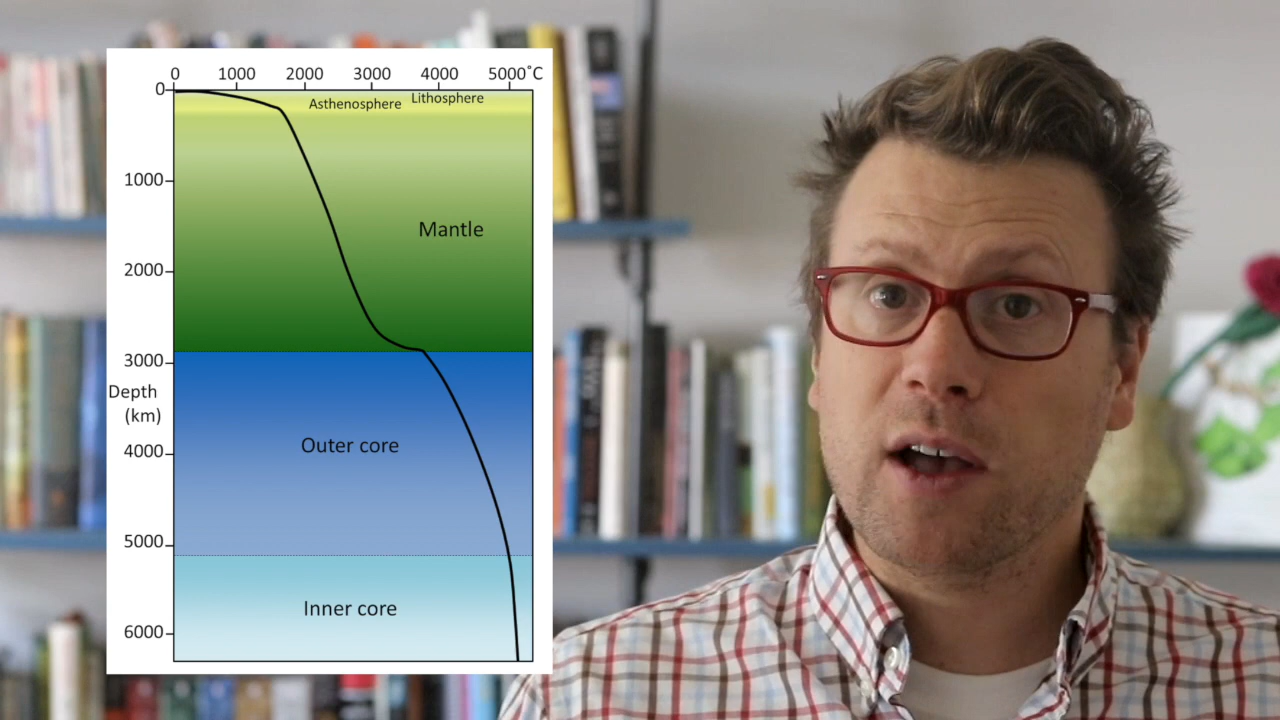 0 1000 2000 3000 4000 5000˚C
0
Asthenosphere Lithosphere
1000
Mantle
2000
3000
Depth
(km)
Outer core
4000
5000
Inner core
6000